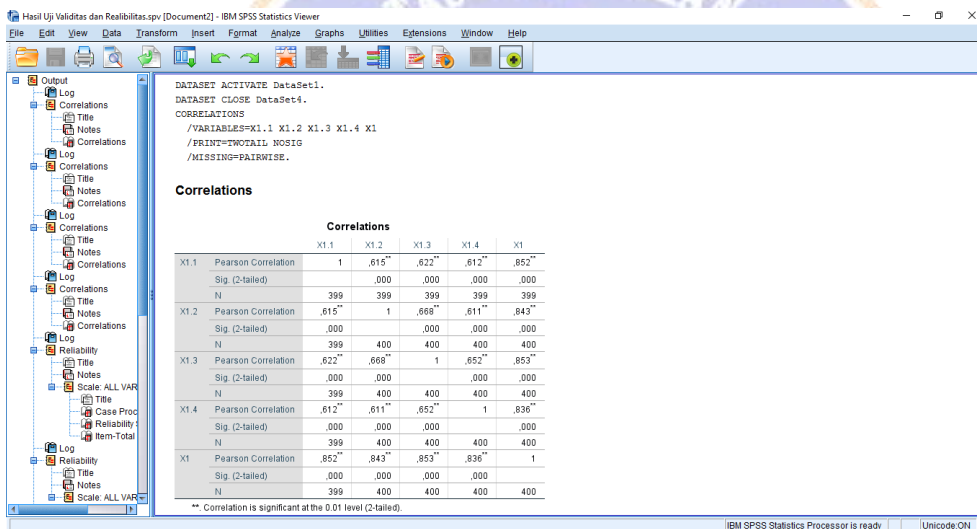 Hasil Uji Validitas dan Realibilitas.spv [Document2] - IBM SPSS Statistics Viewer
File Edit View Data Transform Insert Format Analyze Graphs Utilities Extensions Window Help
Output
Log
Correlations
Title
Notes
Correlations
Log
Correlations
Title
Notes
Correlations
Log
Correlations
Title
Notes
Correlations
Log
Correlations
Title
Notes
Correlations
Log
Reliability
Title
Notes
Scale: ALL VAR
Title
Case Proc
Reliability
Item-Total
Log
Reliability
Title
Notes
Scale: ALL VAR
DATASET ACTIVATE DataSet1.
DATASET CLOSE DataSet4.
CORRELATIONS
/VARIABLES=X1.1 X1.2 X1.3 X1.4 X1
/PRINT=TWOTAIL NOSIG
/MISSING=PAIRWISE.
Correlations
Correlations
X1.1 X1.2 X1.3 X1.4 X1
X1.1 Pearson Correlation 1 ,615** ,622** ,612** ,852**
Sig. (2-tailed) ,000 ,000 ,000 ,000
N 399 399 399 399 399
X1.2 Pearson Correlation ,615** 1 ,668** ,611** ,843**
Sig. (2-tailed) ,000 ,000 ,000 ,000
N 399 400 400 400 400
X1.3 Pearson Correlation ,622** ,668** 1 ,652** ,853**
Sig. (2-tailed) ,000 ,000 ,000 ,000
N 399 400 400 400 400
X1.4 Pearson Correlation ,612** ,611** ,652** 1 ,836**
Sig. (2-tailed) ,000 ,000 ,000 ,000
N 399 400 400 400 400
X1 Pearson Correlation ,852** ,843** ,853** ,836** 1
Sig. (2-tailed) ,000 ,000 ,000 ,000
N 399 400 400 400 400
**. Correlation is significant at the 0.01 level (2-tailed).
IBM SPSS Statistics Processor is ready Unicode:ON